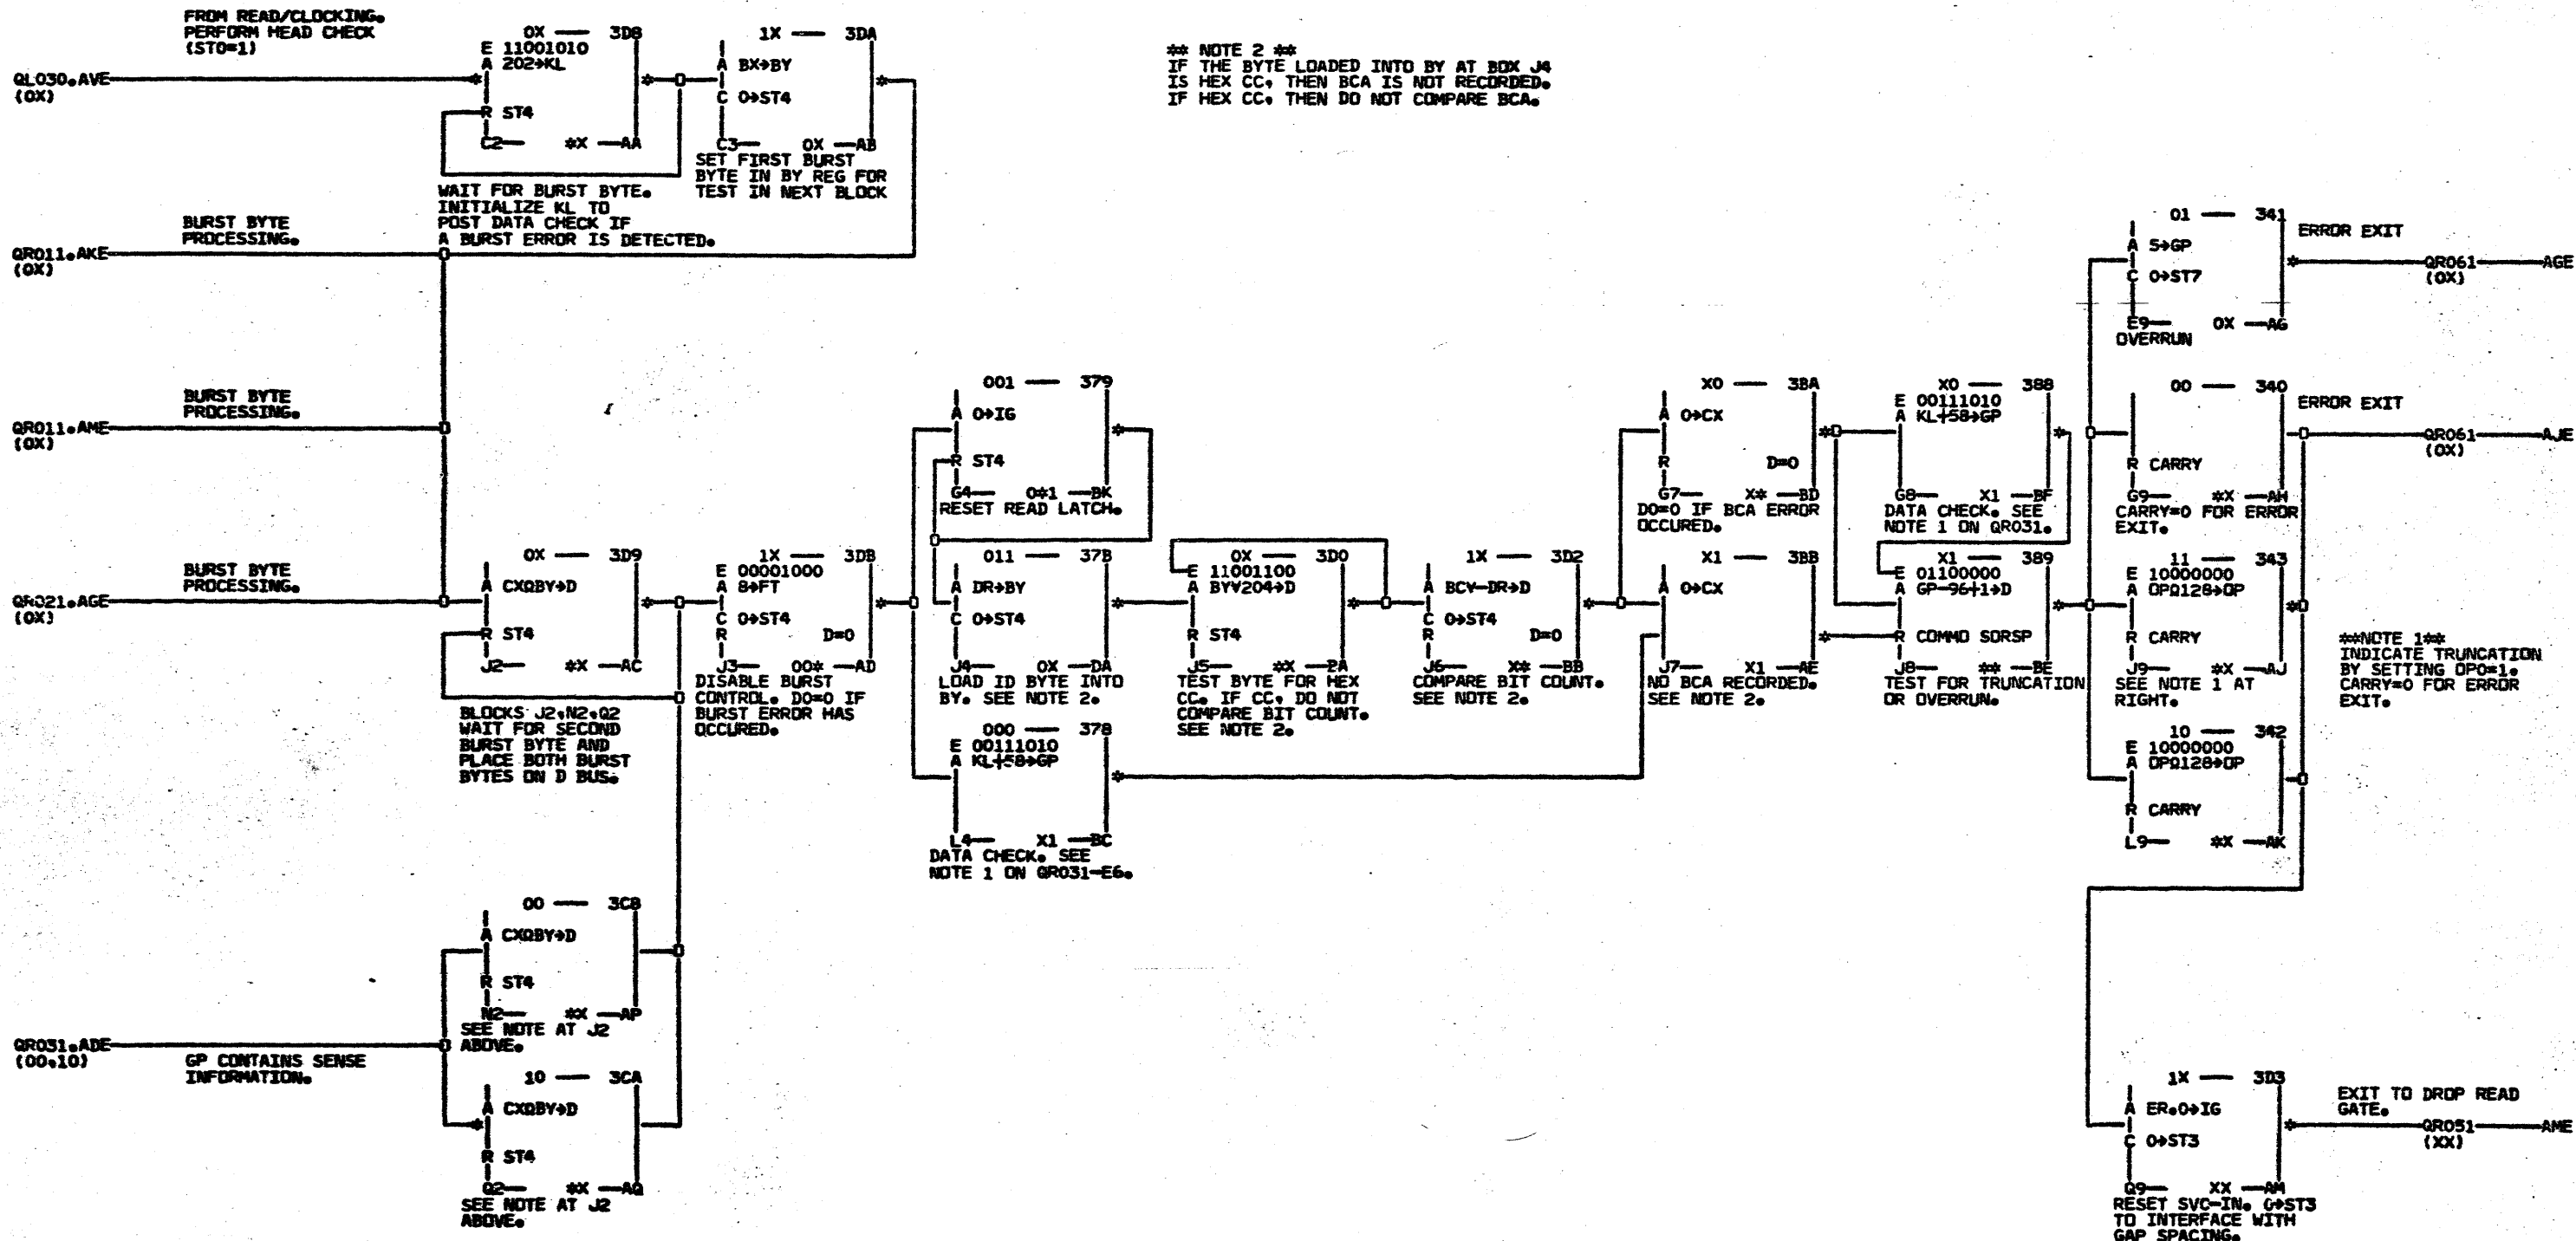 FROM READ/CLOCKING.
PERFORM HEAD CHECK
(ST0=1)
QL030.AVE
(0X)
0X — 3D8
E 11001010
A 202→KL
R ST4
C2— *X —AA
WAIT FOR BURST BYTE.
INITIALIZE KL TO
POST DATA CHECK IF
A BURST ERROR IS DETECTED.
1X — 3DA
A BX→BY
C 0→ST4
C3— 0X —AB
SET FIRST BURST
BYTE IN BY REG FOR
TEST IN NEXT BLOCK
** NOTE 2 **
IF THE BYTE LOADED INTO BY AT BOX J4
IS HEX CC, THEN BCA IS NOT RECORDED.
IF HEX CC, THEN DO NOT COMPARE BCA.
BURST BYTE
PROCESSING.
QR011.AKE
(0X)
BURST BYTE
PROCESSING.
QR011.AME
(0X)
BURST BYTE
PROCESSING.
QR021.AGE
(0X)
0X — 3D9
A CXΩBY→D
R ST4
J2— *X —AC
BLOCKS J2,N2,Q2
WAIT FOR SECOND
BURST BYTE AND
PLACE BOTH BURST
BYTES ON D BUS.
1X — 3DB
E 00001000
A 8→FT
C 0→ST4
R D=0
J3— 00* —AD
DISABLE BURST
CONTROL. D0=0 IF
BURST ERROR HAS
OCCURED.
001 — 379
A 0→IG
R ST4
G4— 0*1 —BK
RESET READ LATCH.
011 — 37B
A DR→BY
C 0→ST4
J4— 0X —DA
LOAD ID BYTE INTO
BY. SEE NOTE 2.
000 — 378
E 00111010
A KL+58→GP
L4— X1 —BC
DATA CHECK. SEE
NOTE 1 ON QR031-E6.
0X — 3D0
E 11001100
A BY∀204→D
R ST4
J5— *X —BA
TEST BYTE FOR HEX
CC. IF CC, DO NOT
COMPARE BIT COUNT.
SEE NOTE 2.
1X — 3D2
A BCY-DR→D
C 0→ST4
R D=0
J6— X* —BB
COMPARE BIT COUNT.
SEE NOTE 2.
X0 — 3BA
A 0→CX
R D=0
G7— X* —BD
DO=0 IF BCA ERROR
OCCURED.
X1 — 3BB
A 0→CX
J7— X1 —AE
NO BCA RECORDED.
SEE NOTE 2.
X0 — 388
E 00111010
A KL+58→GP
G8— X1 —BF
DATA CHECK. SEE
NOTE 1 ON QR031.
X1 — 389
E 01100000
A GP-96+1→D
R COMMO SORSP
J8— ** —BE
TEST FOR TRUNCATION
OR OVERRUN.
01 — 341
A 5→GP
C 0→ST7
E9— 0X —AG
OVERRUN
ERROR EXIT
QR061 AGE
(0X)
00 — 340
R CARRY
G9— *X —AH
CARRY=0 FOR ERROR
EXIT.
ERROR EXIT
QR061 AJE
(0X)
11 — 343
E 10000000
A OPΩ128→OP
R CARRY
J9— *X —AJ
SEE NOTE 1 AT
RIGHT.
**NOTE 1**
INDICATE TRUNCATION
BY SETTING OP0=1.
CARRY=0 FOR ERROR
EXIT.
10 — 342
E 10000000
A OPΩ128→OP
R CARRY
L9— *X —AK
00 — 3C8
A CXΩBY→D
R ST4
N2— *X —AP
SEE NOTE AT J2
ABOVE.
QR031.ADE
(00,10)
GP CONTAINS SENSE
INFORMATION.
10 — 3CA
A CXΩBY→D
R ST4
Q2— *X —AQ
SEE NOTE AT J2
ABOVE.
1X — 3D3
A ER.0→IG
C 0→ST3
Q9— XX —AM
RESET SVC-IN. 0→ST3
TO INTERFACE WITH
GAP SPACING.
EXIT TO DROP READ
GATE.
QR051 AME
(XX)